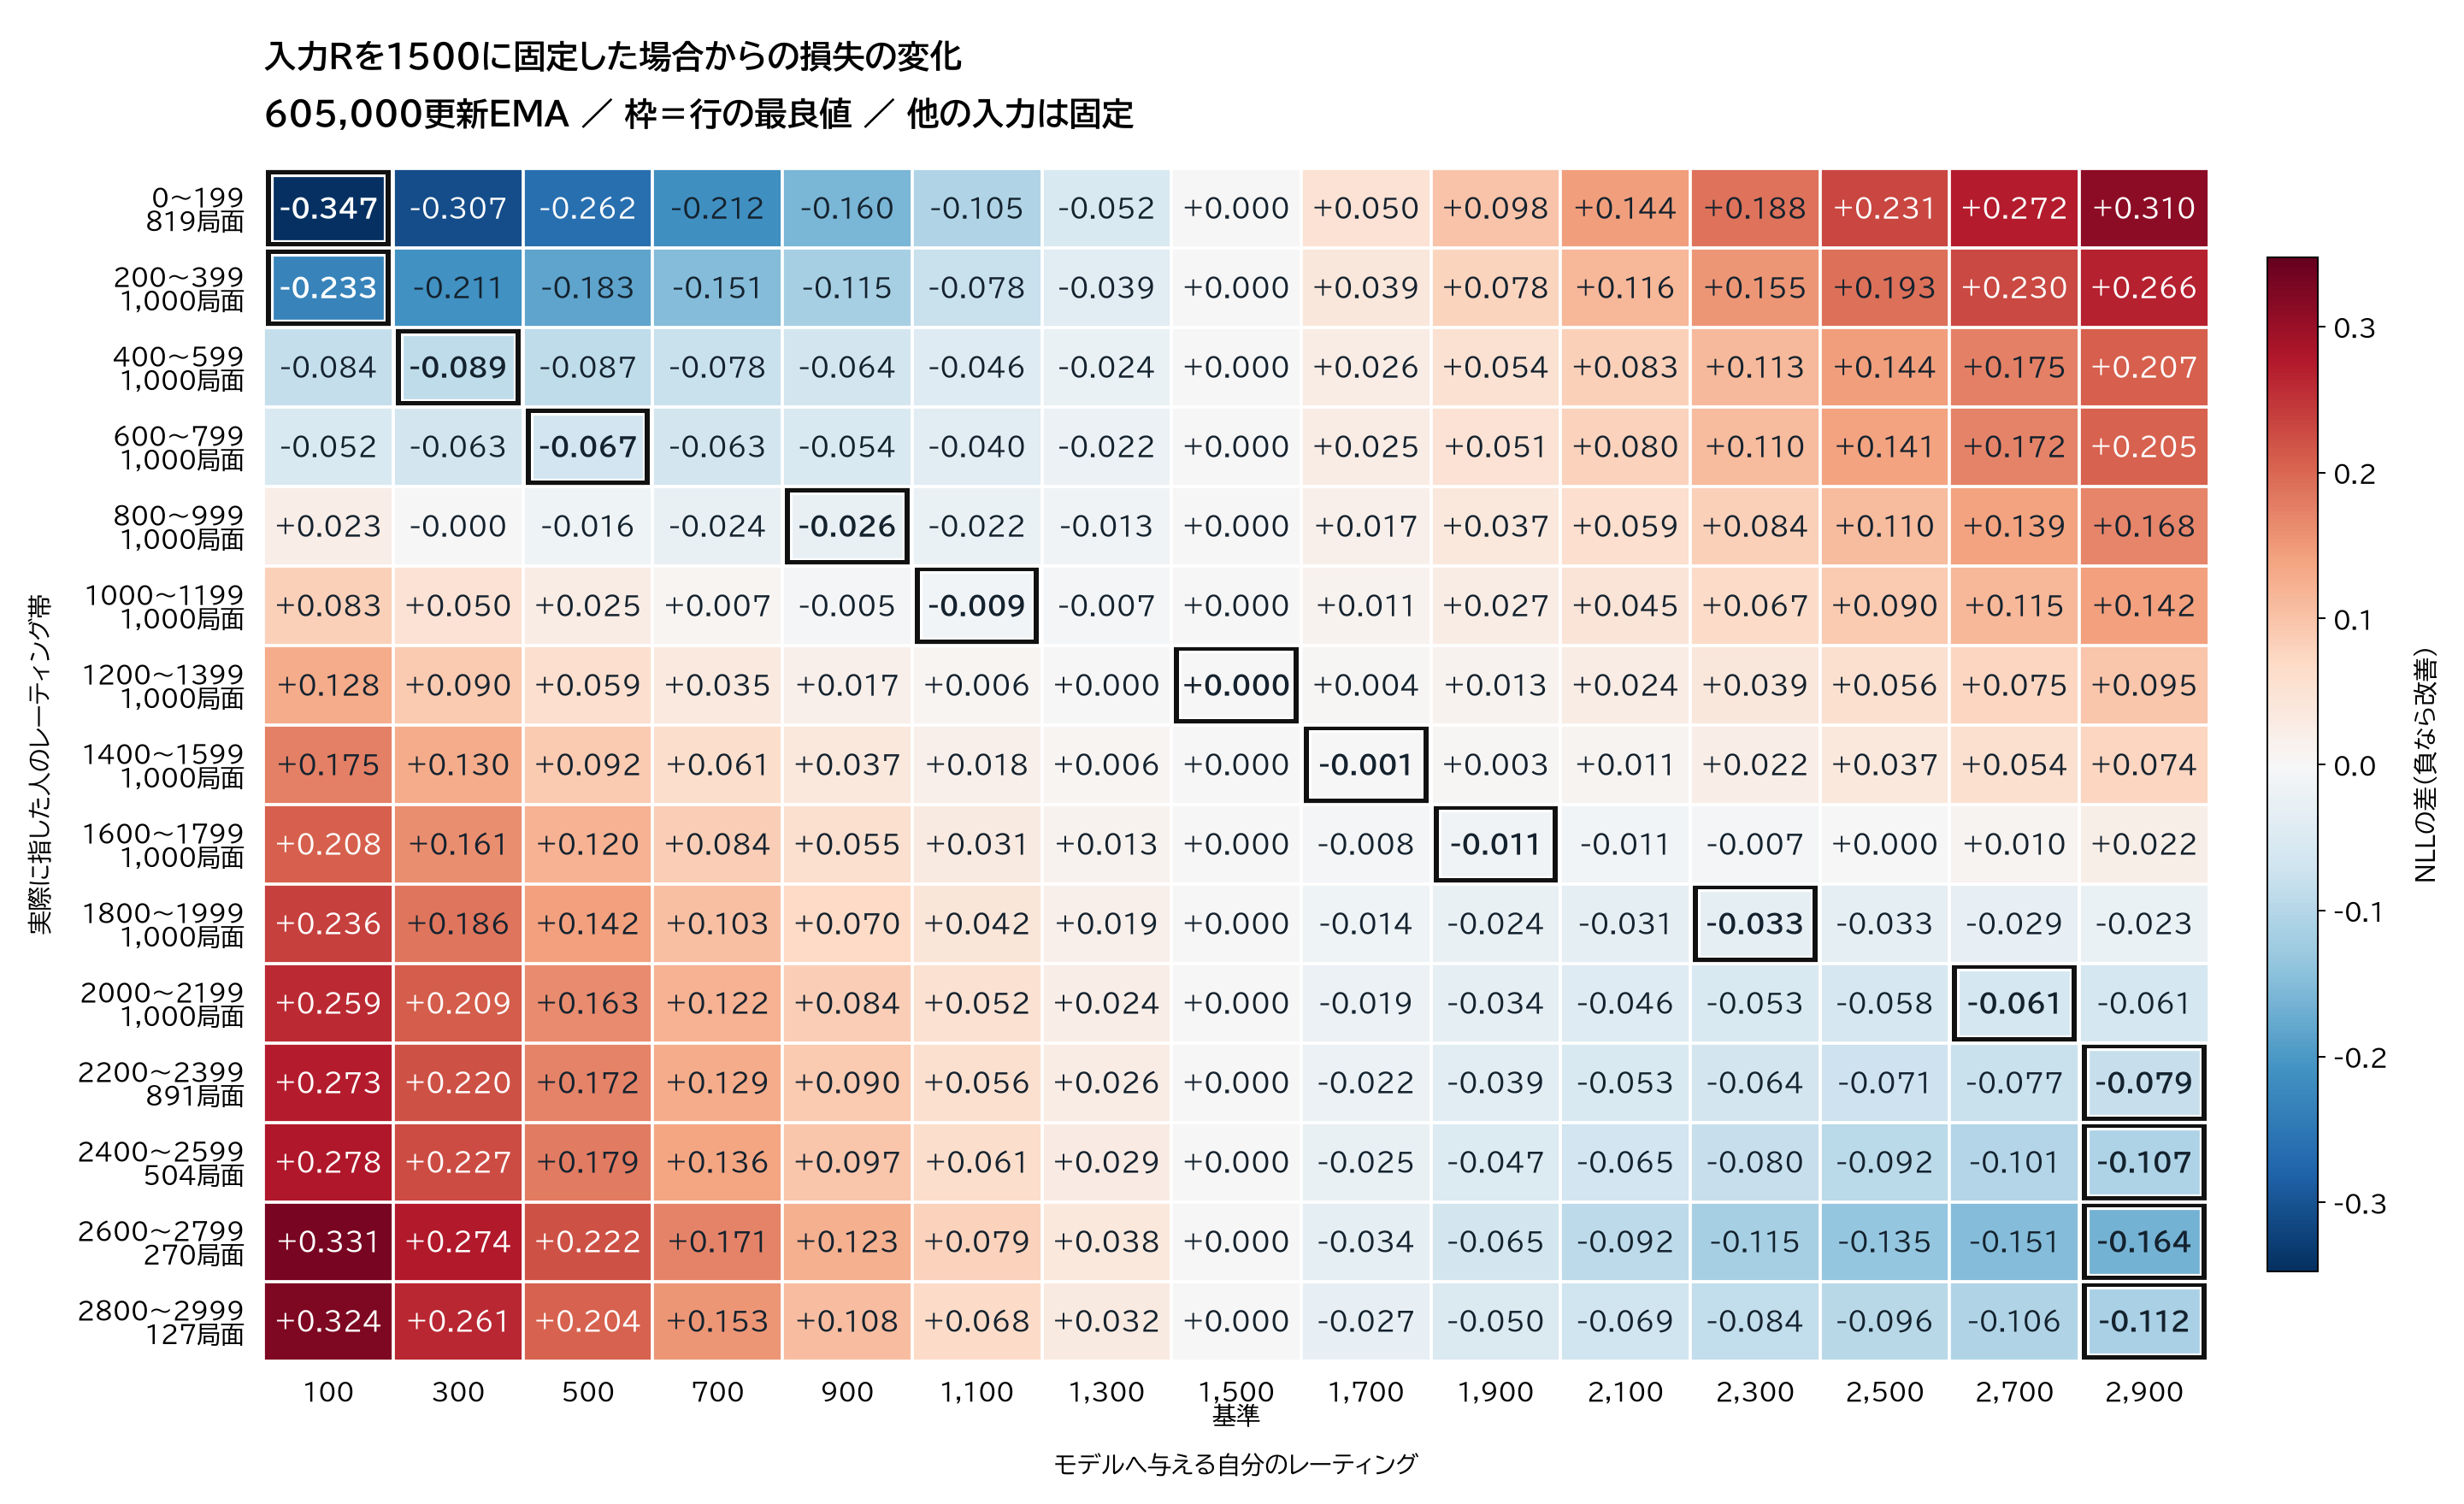 入力Rを1500に固定した場合からの損失の変化
605,000更新EMA ／ 枠＝行の最良値 ／ 他の入力は固定
実際に指した人のレーティング帯
0～199
819局面
-0.347 -0.307 -0.262 -0.212 -0.160 -0.105 -0.052 +0.000 +0.050 +0.098 +0.144 +0.188 +0.231 +0.272 +0.310
200～399
1,000局面
-0.233 -0.211 -0.183 -0.151 -0.115 -0.078 -0.039 +0.000 +0.039 +0.078 +0.116 +0.155 +0.193 +0.230 +0.266
400～599
1,000局面
-0.084 -0.089 -0.087 -0.078 -0.064 -0.046 -0.024 +0.000 +0.026 +0.054 +0.083 +0.113 +0.144 +0.175 +0.207
600～799
1,000局面
-0.052 -0.063 -0.067 -0.063 -0.054 -0.040 -0.022 +0.000 +0.025 +0.051 +0.080 +0.110 +0.141 +0.172 +0.205
800～999
1,000局面
+0.023 -0.000 -0.016 -0.024 -0.026 -0.022 -0.013 +0.000 +0.017 +0.037 +0.059 +0.084 +0.110 +0.139 +0.168
1000～1199
1,000局面
+0.083 +0.050 +0.025 +0.007 -0.005 -0.009 -0.007 +0.000 +0.011 +0.027 +0.045 +0.067 +0.090 +0.115 +0.142
1200～1399
1,000局面
+0.128 +0.090 +0.059 +0.035 +0.017 +0.006 +0.000 +0.000 +0.004 +0.013 +0.024 +0.039 +0.056 +0.075 +0.095
1400～1599
1,000局面
+0.175 +0.130 +0.092 +0.061 +0.037 +0.018 +0.006 +0.000 -0.001 +0.003 +0.011 +0.022 +0.037 +0.054 +0.074
1600～1799
1,000局面
+0.208 +0.161 +0.120 +0.084 +0.055 +0.031 +0.013 +0.000 -0.008 -0.011 -0.011 -0.007 +0.000 +0.010 +0.022
1800～1999
1,000局面
+0.236 +0.186 +0.142 +0.103 +0.070 +0.042 +0.019 +0.000 -0.014 -0.024 -0.031 -0.033 -0.033 -0.029 -0.023
2000～2199
1,000局面
+0.259 +0.209 +0.163 +0.122 +0.084 +0.052 +0.024 +0.000 -0.019 -0.034 -0.046 -0.053 -0.058 -0.061 -0.061
2200～2399
891局面
+0.273 +0.220 +0.172 +0.129 +0.090 +0.056 +0.026 +0.000 -0.022 -0.039 -0.053 -0.064 -0.071 -0.077 -0.079
2400～2599
504局面
+0.278 +0.227 +0.179 +0.136 +0.097 +0.061 +0.029 +0.000 -0.025 -0.047 -0.065 -0.080 -0.092 -0.101 -0.107
2600～2799
270局面
+0.331 +0.274 +0.222 +0.171 +0.123 +0.079 +0.038 +0.000 -0.034 -0.065 -0.092 -0.115 -0.135 -0.151 -0.164
2800～2999
127局面
+0.324 +0.261 +0.204 +0.153 +0.108 +0.068 +0.032 +0.000 -0.027 -0.050 -0.069 -0.084 -0.096 -0.106 -0.112
100 300 500 700 900 1,100 1,300 1,500 1,700 1,900 2,100 2,300 2,500 2,700 2,900
基準
モデルへ与える自分のレーティング
0.3
0.2
0.1
0.0
-0.1
-0.2
-0.3
NLLの差(負なら改善)